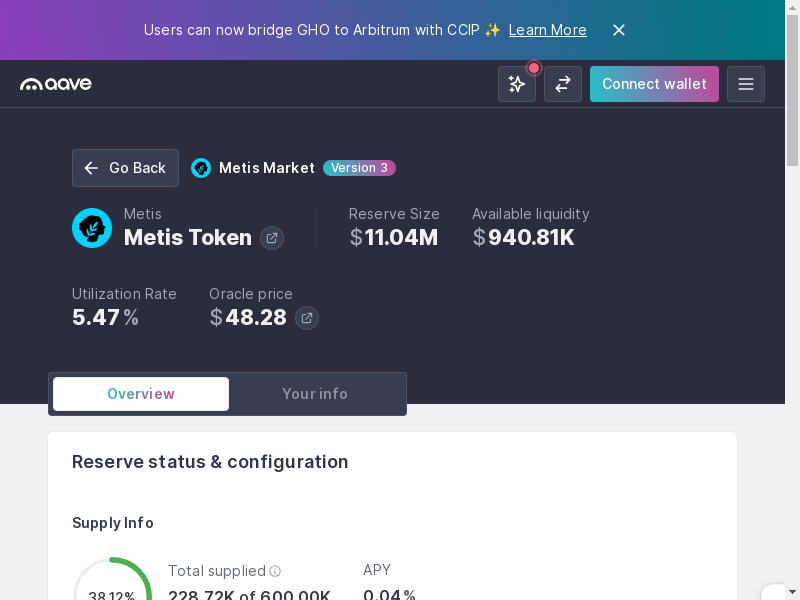 Users can now bridge GHO to Arbitrum with CCIP ✨ Learn More
aave
Connect wallet
Go Back
Metis Market
Version 3
Metis
Metis Token
Reserve Size
$11.04M
Available liquidity
$940.81K
Utilization Rate
5.47%
Oracle price
$48.28
Overview
Your info
Reserve status & configuration
Supply Info
38.12%
Total supplied
228.72K of 600.00K
APY
0.04%